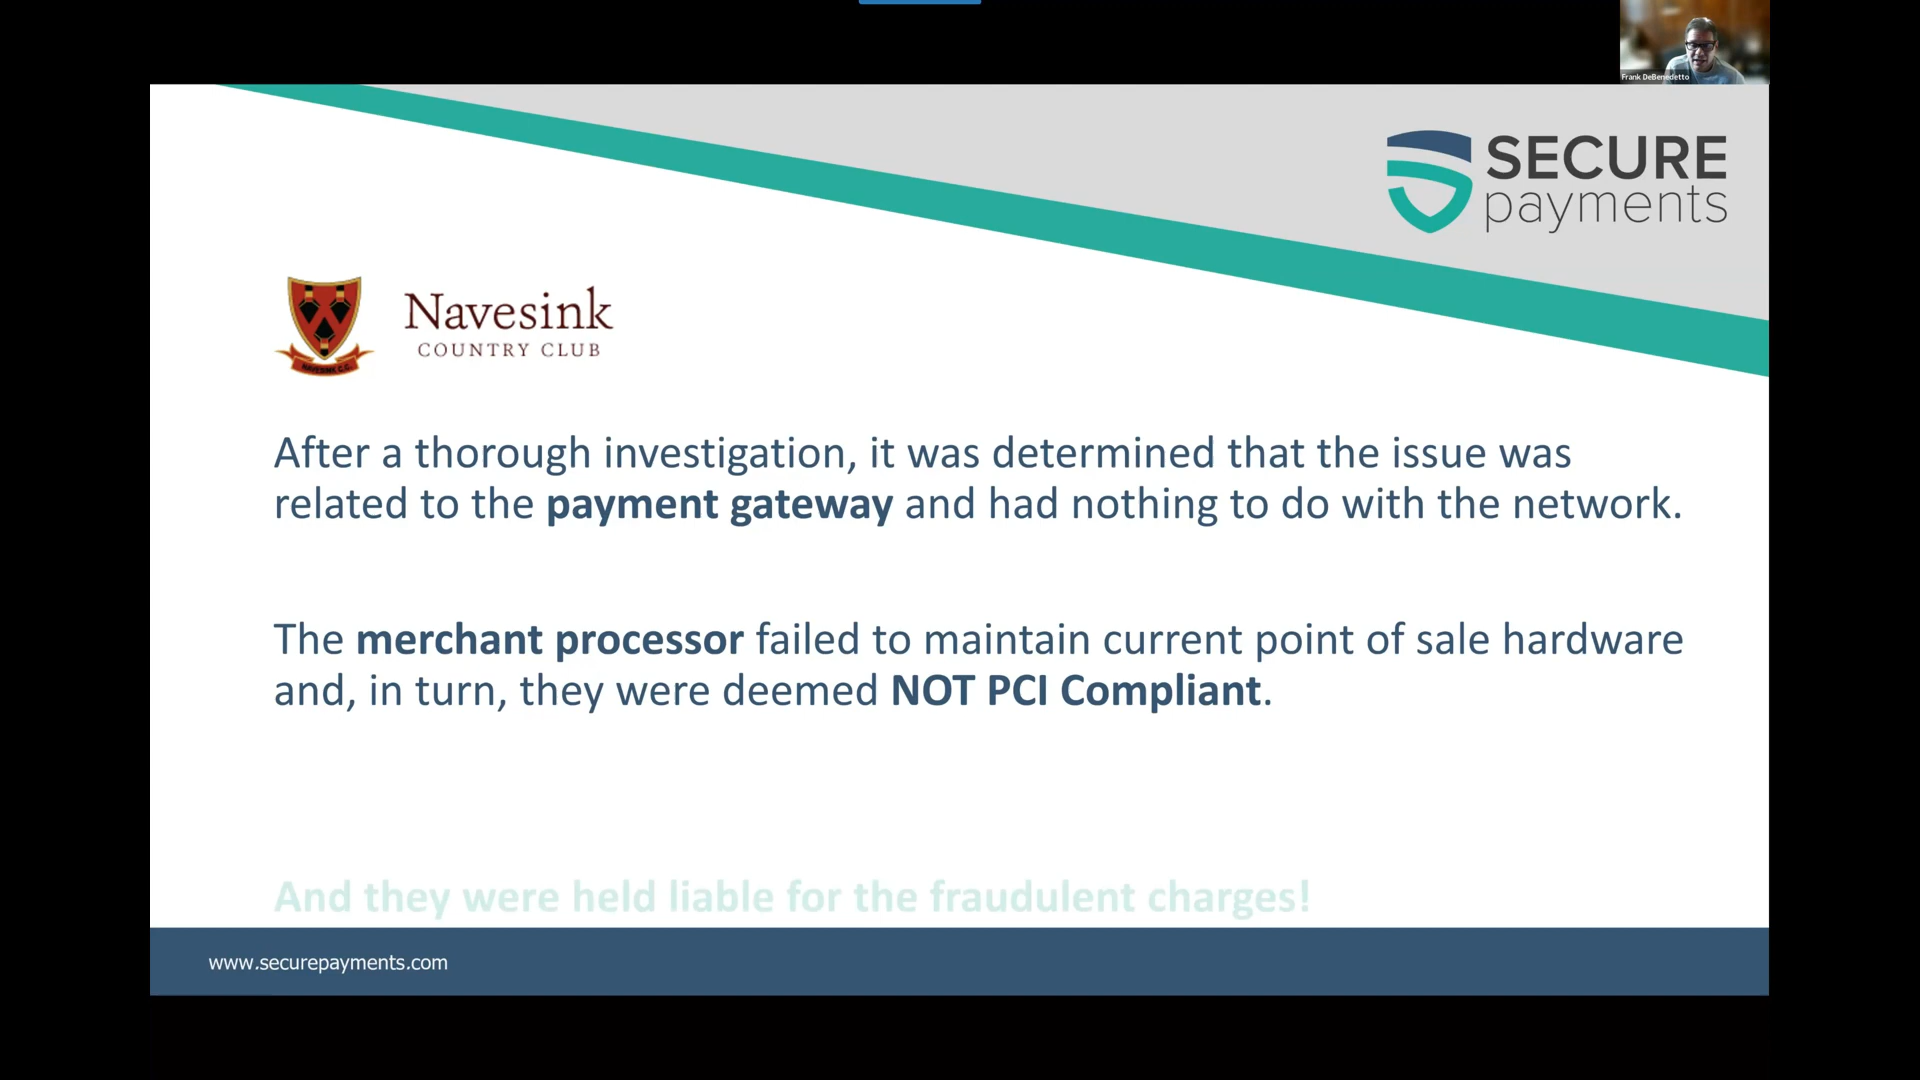 Frank DeBenedetto
SECURE
payments
Navesink
COUNTRY CLUB
NAVESINK C.C.
After a thorough investigation, it was determined that the issue was
related to the payment gateway and had nothing to do with the network.
The merchant processor failed to maintain current point of sale hardware
and, in turn, they were deemed NOT PCI Compliant.
And they were held liable for the fraudulent charges!
www.securepayments.com